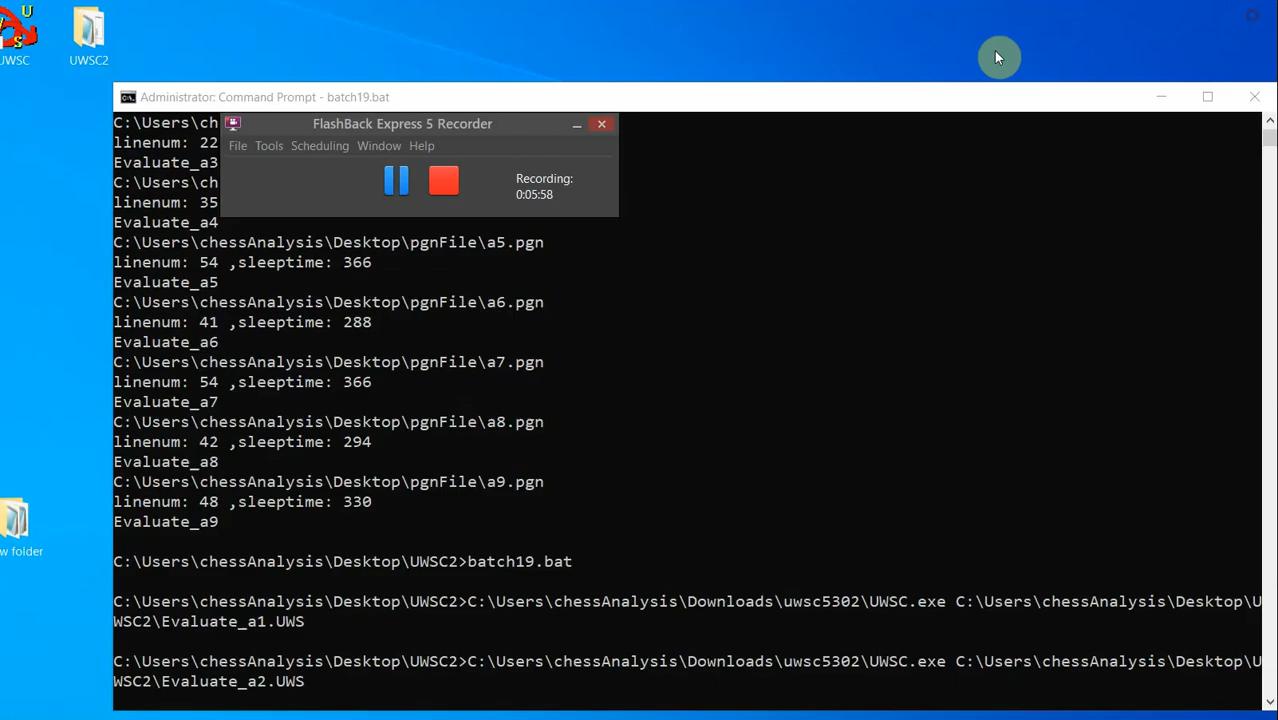 U
S
UWSC
UWSC2
Administrator: Command Prompt - batch19.bat
C:\Users\ch
FlashBack Express 5 Recorder
linenum: 22
File Tools Scheduling Window Help
Evaluate_a3
C:\Users\ch
Recording:
0:05:58
linenum: 35
Evaluate_a4
C:\Users\chessAnalysis\Desktop\pgnFile\a5.pgn
linenum: 54 ,sleeptime: 366
Evaluate_a5
C:\Users\chessAnalysis\Desktop\pgnFile\a6.pgn
linenum: 41 ,sleeptime: 288
Evaluate_a6
C:\Users\chessAnalysis\Desktop\pgnFile\a7.pgn
linenum: 54 ,sleeptime: 366
Evaluate_a7
C:\Users\chessAnalysis\Desktop\pgnFile\a8.pgn
linenum: 42 ,sleeptime: 294
Evaluate_a8
C:\Users\chessAnalysis\Desktop\pgnFile\a9.pgn
linenum: 48 ,sleeptime: 330
Evaluate_a9
w folder
C:\Users\chessAnalysis\Desktop\UWSC2>batch19.bat
C:\Users\chessAnalysis\Desktop\UWSC2>C:\Users\chessAnalysis\Downloads\uwsc5302\UWSC.exe C:\Users\chessAnalysis\Desktop\U
WSC2\Evaluate_a1.UWS
C:\Users\chessAnalysis\Desktop\UWSC2>C:\Users\chessAnalysis\Downloads\uwsc5302\UWSC.exe C:\Users\chessAnalysis\Desktop\U
WSC2\Evaluate_a2.UWS